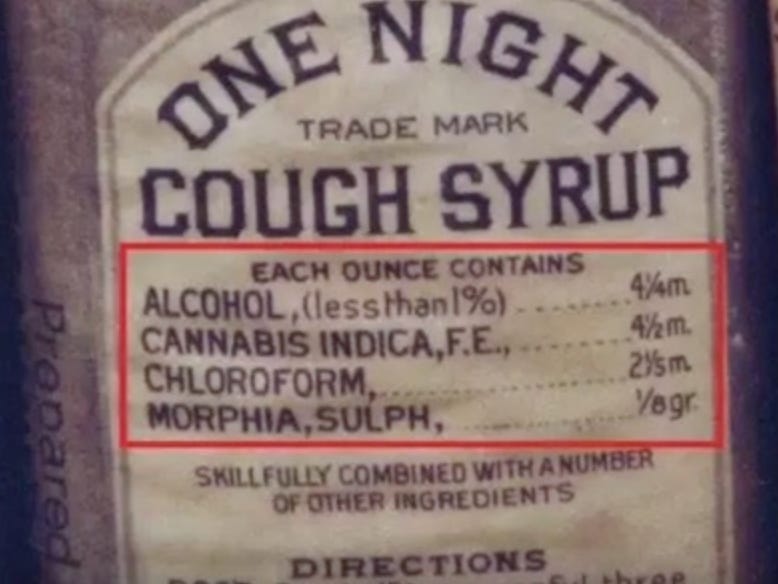 ONE NIGHT
TRADE MARK
COUGH SYRUP
EACH OUNCE CONTAINS
ALCOHOL, (less than 1%) ........ 4¼m.
CANNABIS INDICA, F.E., ........ 4½m.
CHLOROFORM, ........ 2⅕m
MORPHIA, SULPH, ........ ⅛gr.
SKILLFULLY COMBINED WITH A NUMBER
OF OTHER INGREDIENTS
DIRECTIONS
Prepared